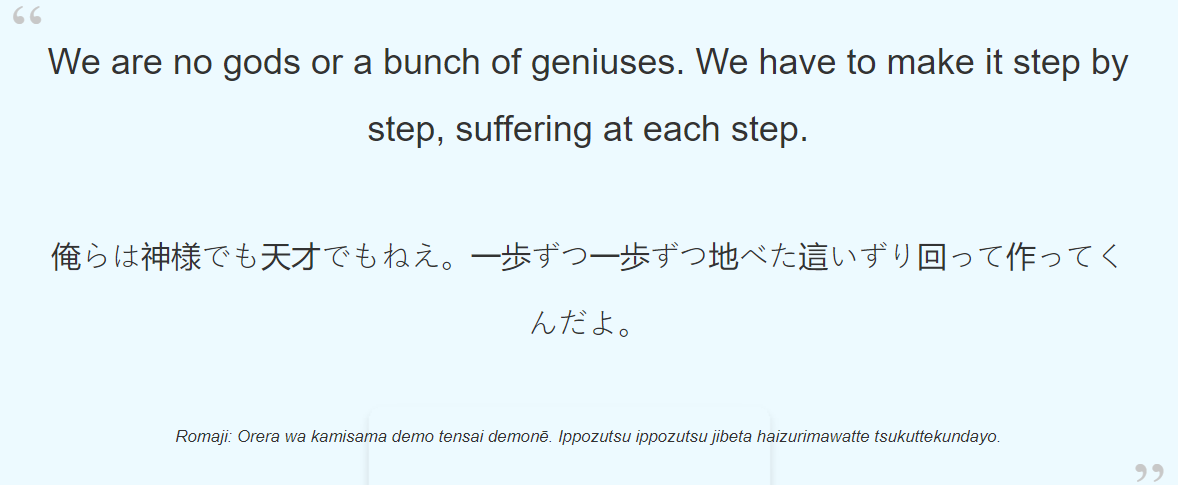 “
We are no gods or a bunch of geniuses. We have to make it step by
step, suffering at each step.
俺らは神様でも天才でもねえ。一歩ずつ一歩ずつ地べた這いずり回って作ってく
んだよ。
Romaji: Orera wa kamisama demo tensai demonē. Ippozutsu ippozutsu jibeta haizurimawatte tsukuttekundayo.
”